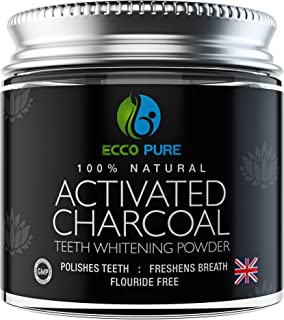 ECCO PURE
100% NATURAL
ACTIVATED
CHARCOAL
TEETH WHITENING POWDER
POLISHES TEETH : FRESHENS BREATH
FLOURIDE FREE
GMP